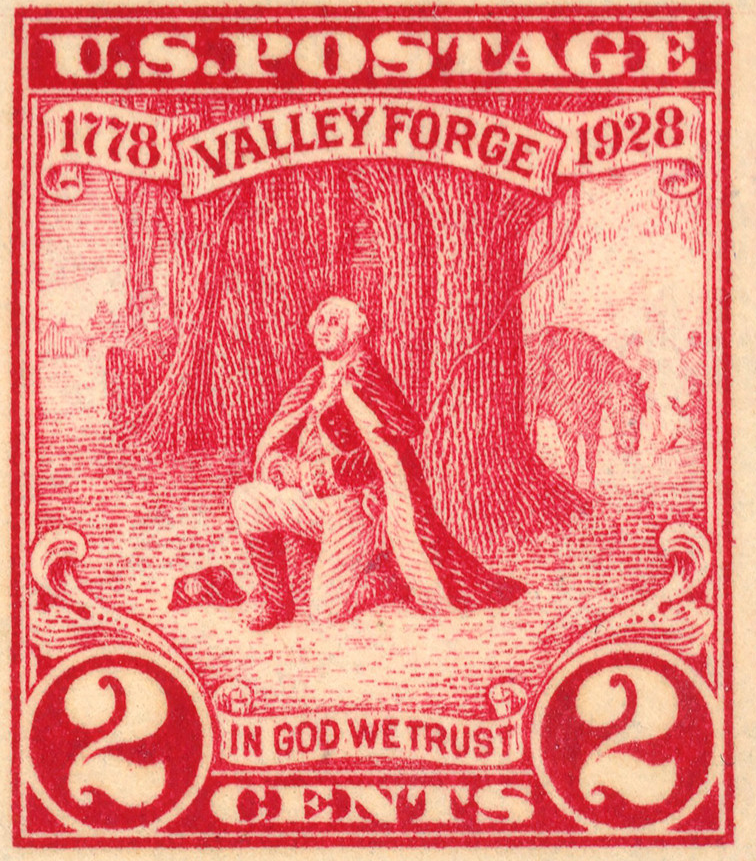 U.S. POSTAGE
1778 VALLEY FORGE 1928
IN GOD WE TRUST
2 CENTS 2